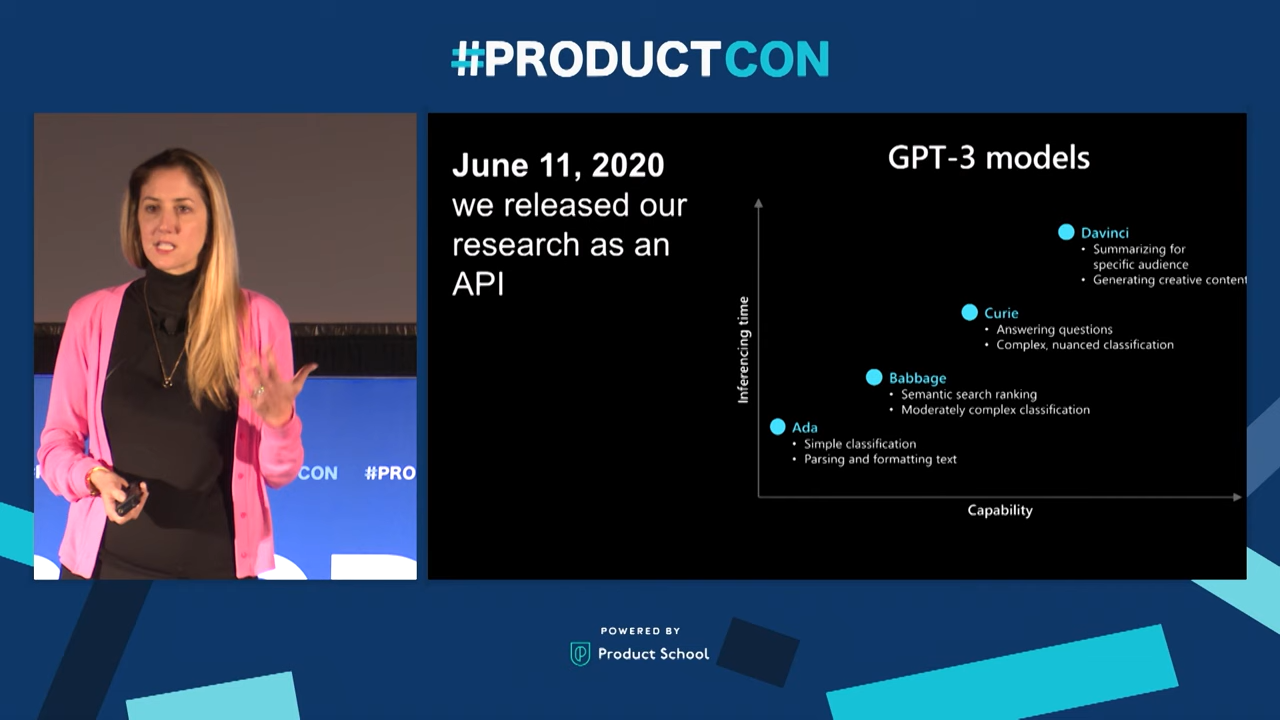 #PRODUCTCON
June 11, 2020
we released our
research as an
API
GPT-3 models
Inferencing time
Davinci
• Summarizing for
specific audience
• Generating creative content
Curie
• Answering questions
• Complex, nuanced classification
Babbage
• Semantic search ranking
• Moderately complex classification
Ada
• Simple classification
• Parsing and formatting text
Capability
CON #PRO
POWERED BY
Product School